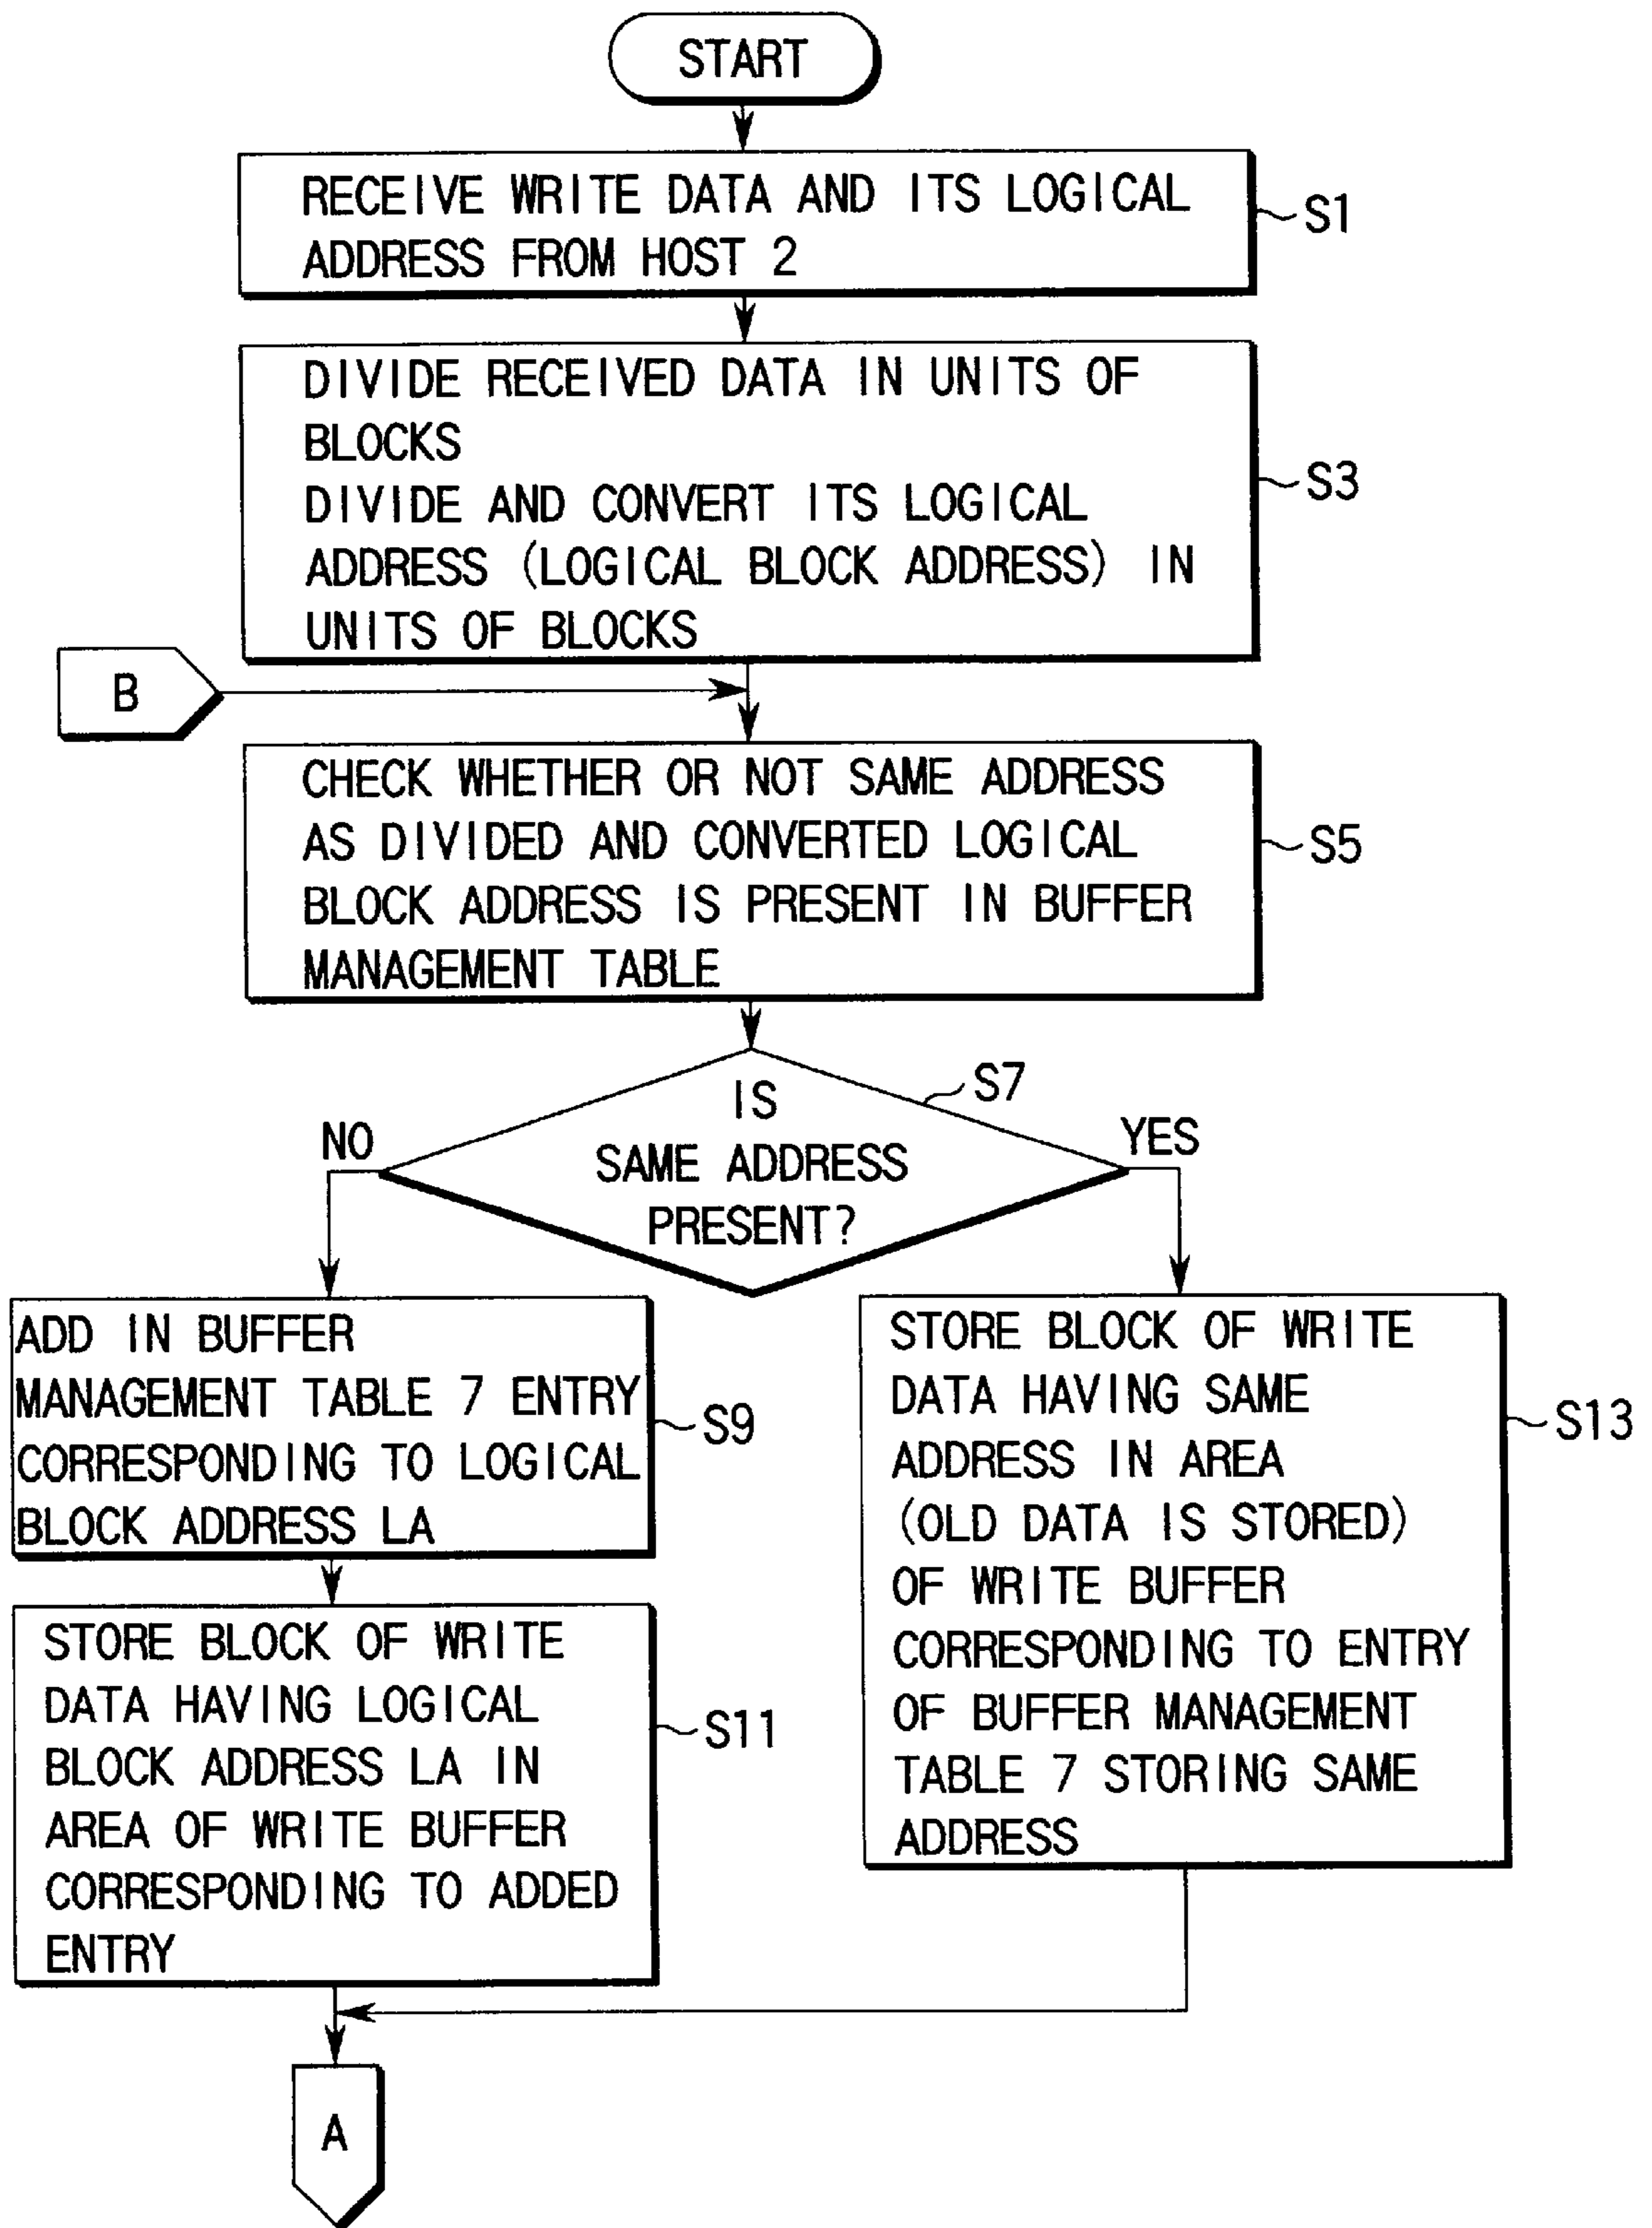 START
RECEIVE WRITE DATA AND ITS LOGICAL
ADDRESS FROM HOST 2
S1
DIVIDE RECEIVED DATA IN UNITS OF
BLOCKS
DIVIDE AND CONVERT ITS LOGICAL
ADDRESS (LOGICAL BLOCK ADDRESS) IN
UNITS OF BLOCKS
S3
B
CHECK WHETHER OR NOT SAME ADDRESS
AS DIVIDED AND CONVERTED LOGICAL
BLOCK ADDRESS IS PRESENT IN BUFFER
MANAGEMENT TABLE
S5
IS
SAME ADDRESS
PRESENT?
S7
NO
YES
ADD IN BUFFER
MANAGEMENT TABLE 7 ENTRY
CORRESPONDING TO LOGICAL
BLOCK ADDRESS LA
S9
STORE BLOCK OF WRITE
DATA HAVING LOGICAL
BLOCK ADDRESS LA IN
AREA OF WRITE BUFFER
CORRESPONDING TO ADDED
ENTRY
S11
STORE BLOCK OF WRITE
DATA HAVING SAME
ADDRESS IN AREA
(OLD DATA IS STORED)
OF WRITE BUFFER
CORRESPONDING TO ENTRY
OF BUFFER MANAGEMENT
TABLE 7 STORING SAME
ADDRESS
S13
A